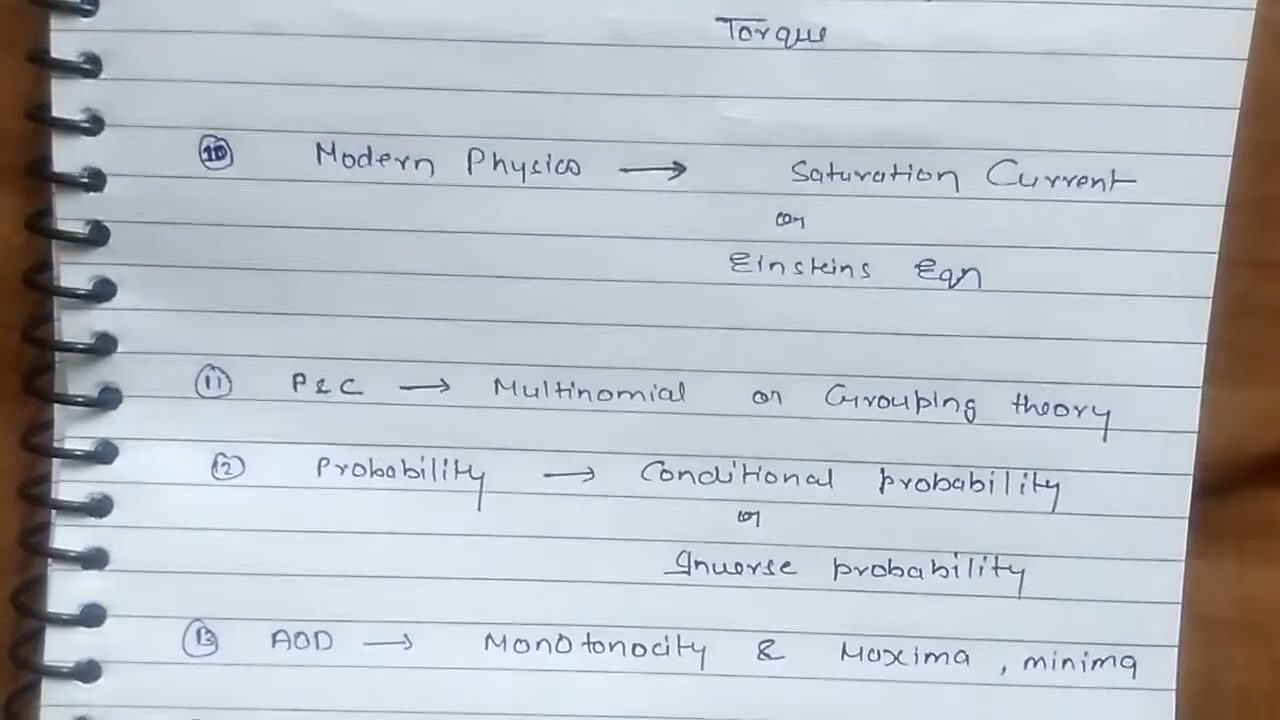 Torque
10 Modern Physics → Saturation Current
or
Einsteins Eqn
11 P&C → Multinomial or Grouping theory
12 Probability → Conditional probability
or
Inverse probability
13 AOD → Monotonocity & Maxima, minima